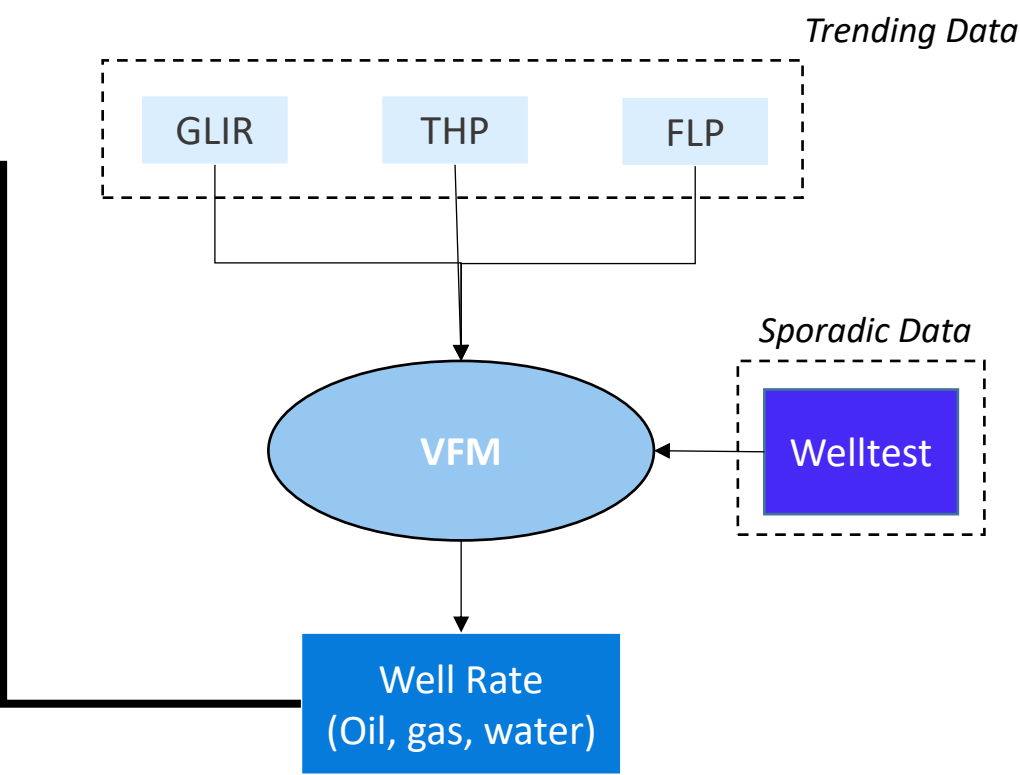 Trending Data
GLIR
THP
FLP
Sporadic Data
VFM
Welltest
Well Rate
(Oil, gas, water)